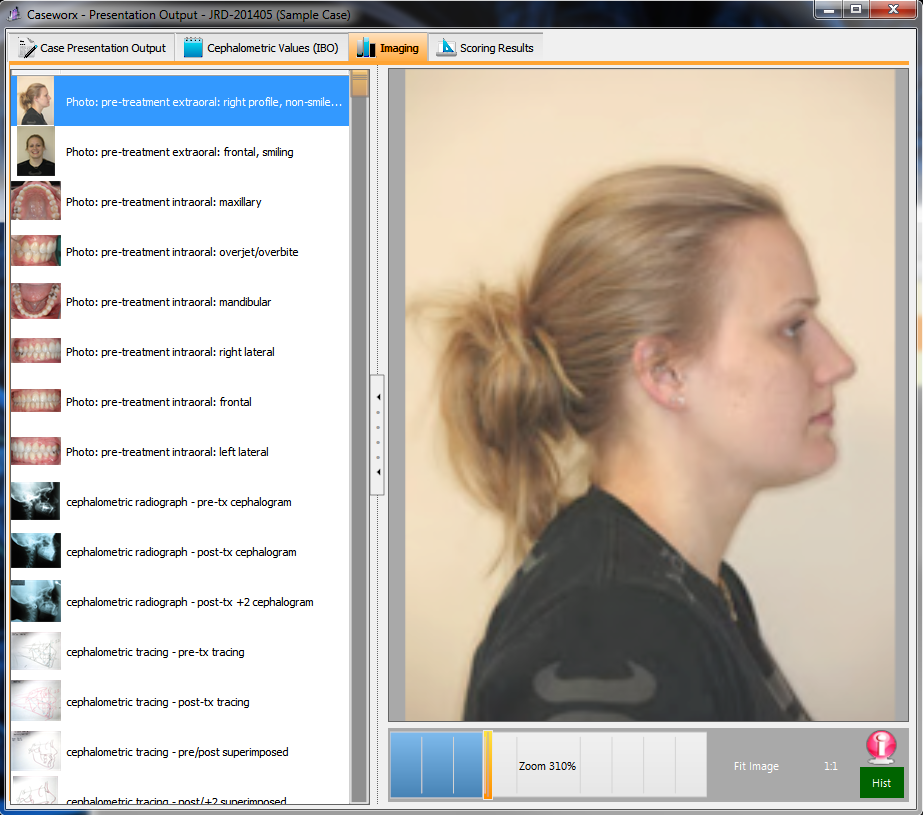 Caseworx - Presentation Output - JRD-201405 (Sample Case)
Case Presentation Output
Cephalometric Values (IBO)
Imaging
Scoring Results
Photo: pre-treatment extraoral: right profile, non-smile...
Photo: pre-treatment extraoral: frontal, smiling
Photo: pre-treatment intraoral: maxillary
Photo: pre-treatment intraoral: overjet/overbite
Photo: pre-treatment intraoral: mandibular
Photo: pre-treatment intraoral: right lateral
Photo: pre-treatment intraoral: frontal
Photo: pre-treatment intraoral: left lateral
cephalometric radiograph - pre-tx cephalogram
cephalometric radiograph - post-tx cephalogram
cephalometric radiograph - post-tx +2 cephalogram
cephalometric tracing - pre-tx tracing
cephalometric tracing - post-tx tracing
cephalometric tracing - pre/post superimposed
cephalometric tracing - post/+2 superimposed
Zoom 310%
Fit Image
1:1
Hist